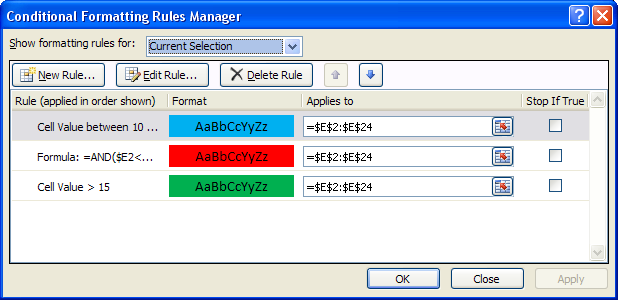 Conditional Formatting Rules Manager
Show formatting rules for: Current Selection
New Rule... Edit Rule... Delete Rule
Rule (applied in order shown) Format Applies to Stop If True
Cell Value between 10 ... AaBbCcYyZz =$E$2:$E$24
Formula: =AND($E2<... AaBbCcYyZz =$E$2:$E$24
Cell Value > 15 AaBbCcYyZz =$E$2:$E$24
OK Close Apply